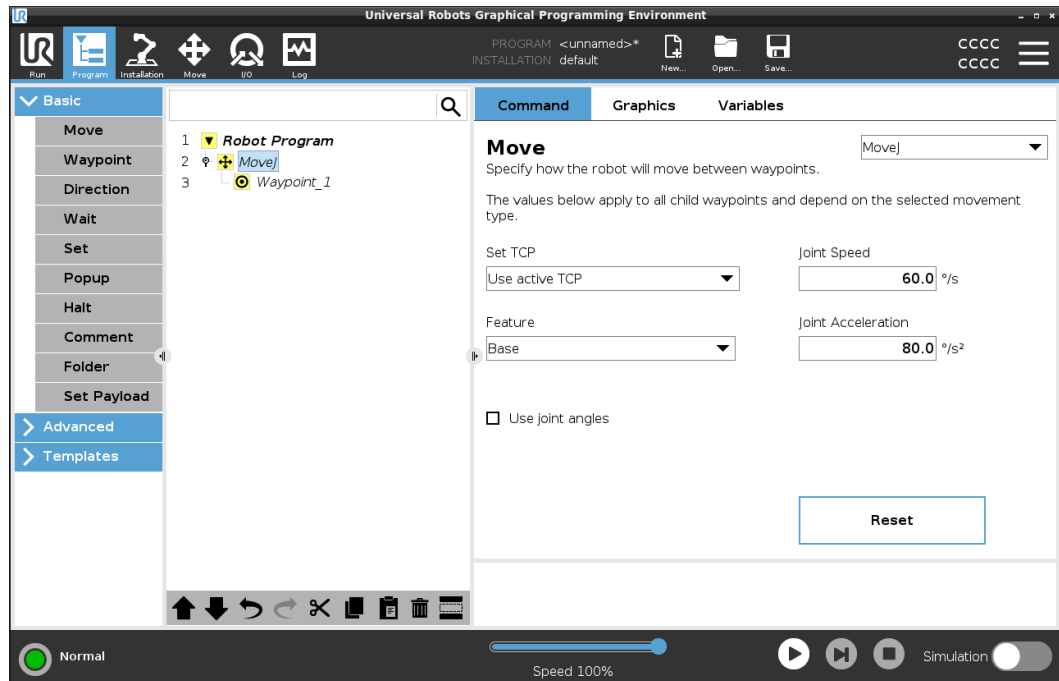 UR
Universal Robots Graphical Programming Environment
UR
Run
Program
Installation
Move
I/O
Log
PROGRAM <unnamed>*
INSTALLATION default
New...
Open...
Save...
CCCC
CCCC
Basic
Move
Waypoint
Direction
Wait
Set
Popup
Halt
Comment
Folder
Set Payload
Advanced
Templates
1 Robot Program
2 MoveJ
3 Waypoint_1
Command Graphics Variables
Move
MoveJ
Specify how the robot will move between waypoints.
The values below apply to all child waypoints and depend on the selected movement
type.
Set TCP
Joint Speed
Use active TCP
60.0 °/s
Feature
Joint Acceleration
Base
80.0 °/s²
Use joint angles
Reset
Normal
Speed 100%
Simulation